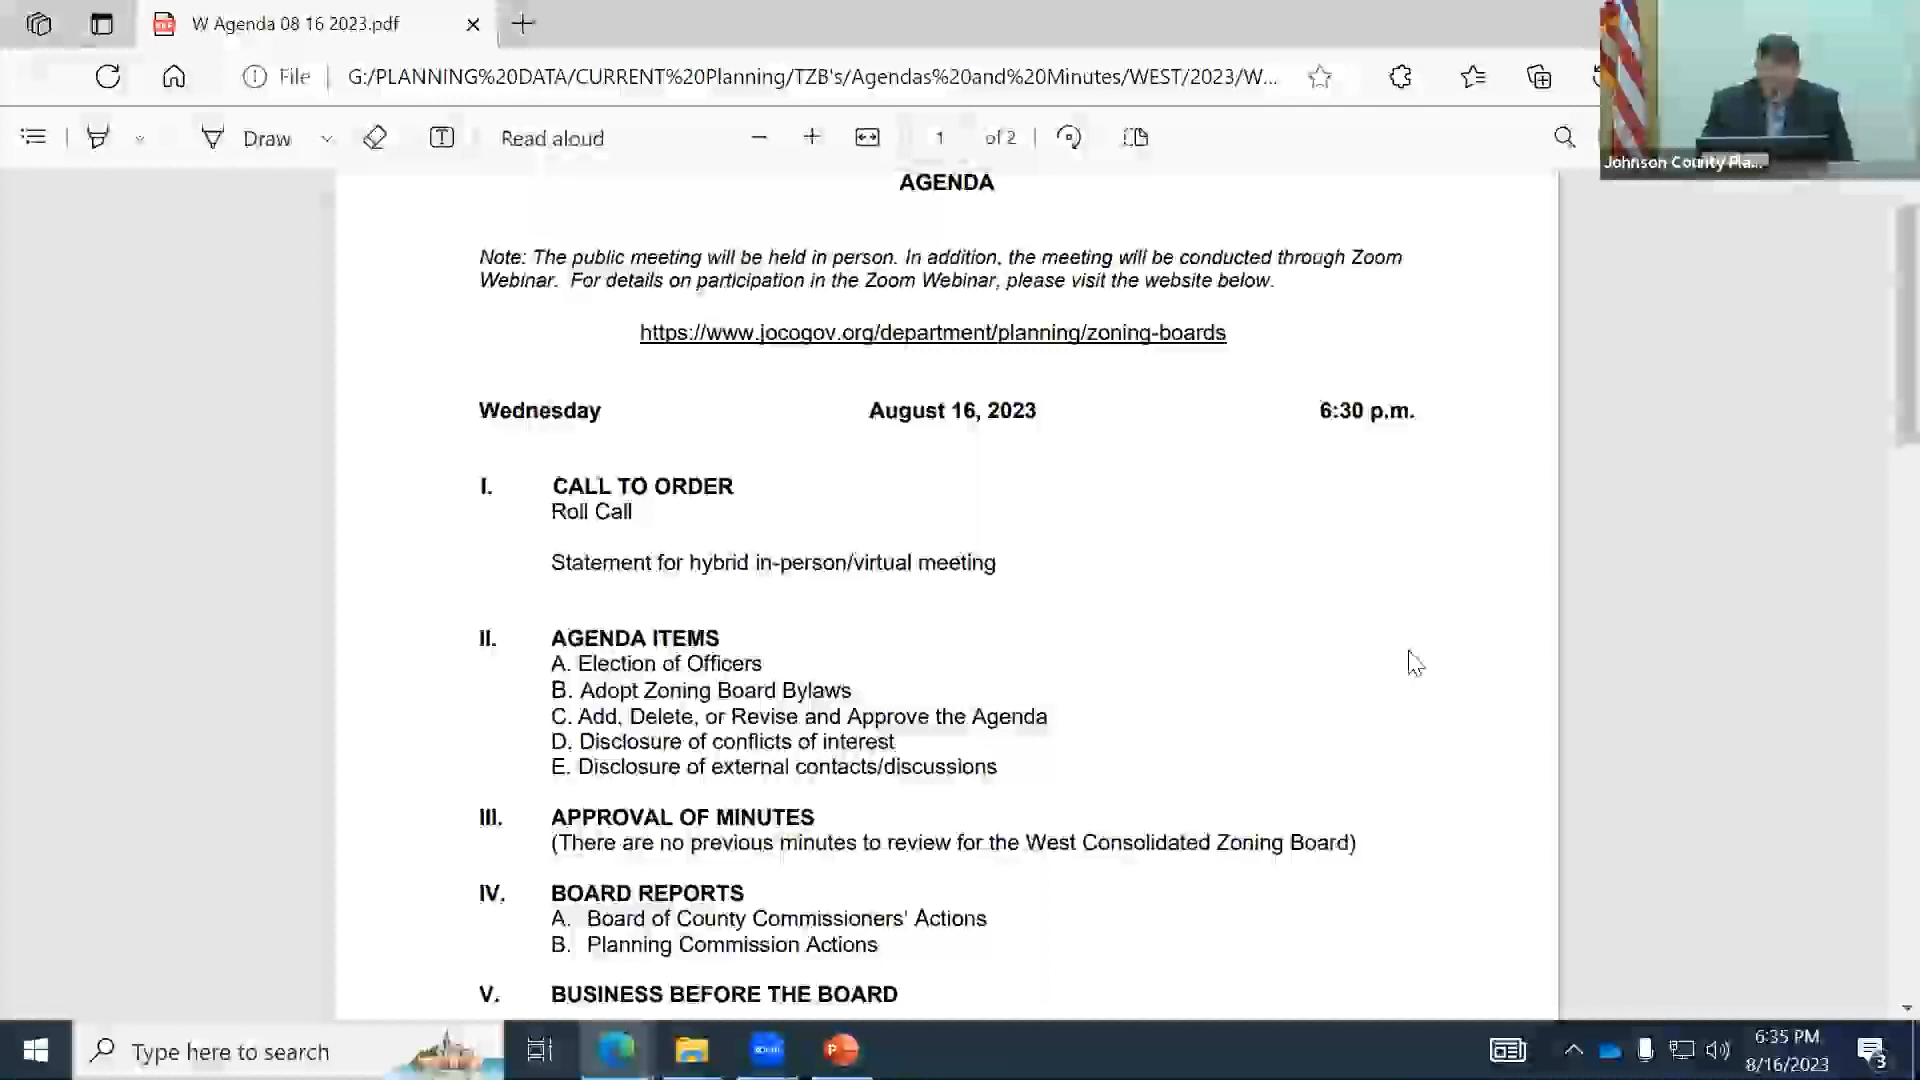 W Agenda 08 16 2023.pdf
File
G:/PLANNING%20DATA/CURRENT%20Planning/TZB's/Agendas%20and%20Minutes/WEST/2023/W...
Draw
Read aloud
1 of 2
Johnson County Pla...
AGENDA
Note: The public meeting will be held in person. In addition, the meeting will be conducted through Zoom
Webinar. For details on participation in the Zoom Webinar, please visit the website below.
https://www.jocogov.org/department/planning/zoning-boards
Wednesday August 16, 2023 6:30 p.m.
I. CALL TO ORDER
Roll Call
Statement for hybrid in-person/virtual meeting
II. AGENDA ITEMS
A. Election of Officers
B. Adopt Zoning Board Bylaws
C. Add, Delete, or Revise and Approve the Agenda
D. Disclosure of conflicts of interest
E. Disclosure of external contacts/discussions
III. APPROVAL OF MINUTES
(There are no previous minutes to review for the West Consolidated Zoning Board)
IV. BOARD REPORTS
A. Board of County Commissioners' Actions
B. Planning Commission Actions
V. BUSINESS BEFORE THE BOARD
Type here to search
zoom
P
6:35 PM
8/16/2023
3